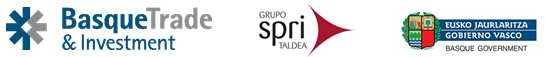 BasqueTrade
& Investment
GRUPO
spri
TALDEA
EUSKO JAURLARITZA
GOBIERNO VASCO
BASQUE GOVERNMENT